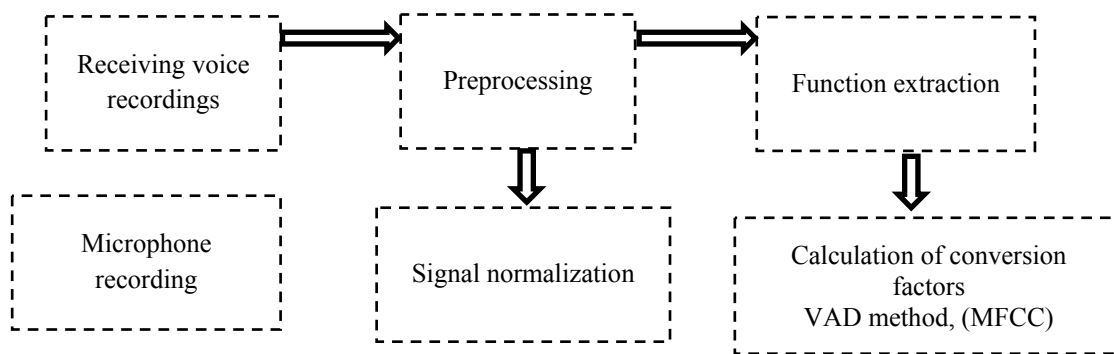 Receiving voice
recordings
Preprocessing
Function extraction
Microphone
recording
Signal normalization
Calculation of conversion
factors
VAD method, (MFCC)